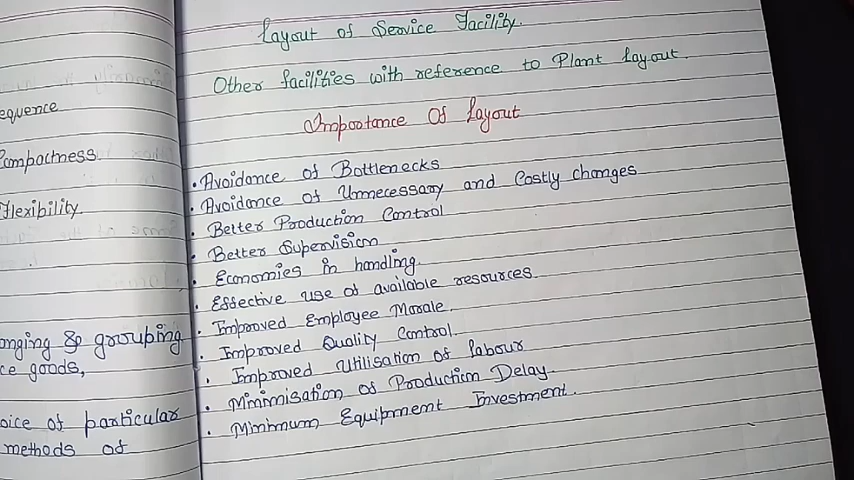 equence
Compactness
Flexibility
anging & grouping
ce goods,
oice of particular
methods of
Layout of Service Facility.
Other facilities with reference to Plant layout.
Importance Of Layout
• Avoidance of Bottlenecks
• Avoidance of Unnecessary and Costly changes
• Better Production Control
• Better Supervision
• Economies in handling.
• Effective use of available resources.
• Improved Employee Morale.
• Improved Quality Control.
• Improved Utilisation of labour
• Minimisation of Production Delay.
• Minimum Equipment Investment.